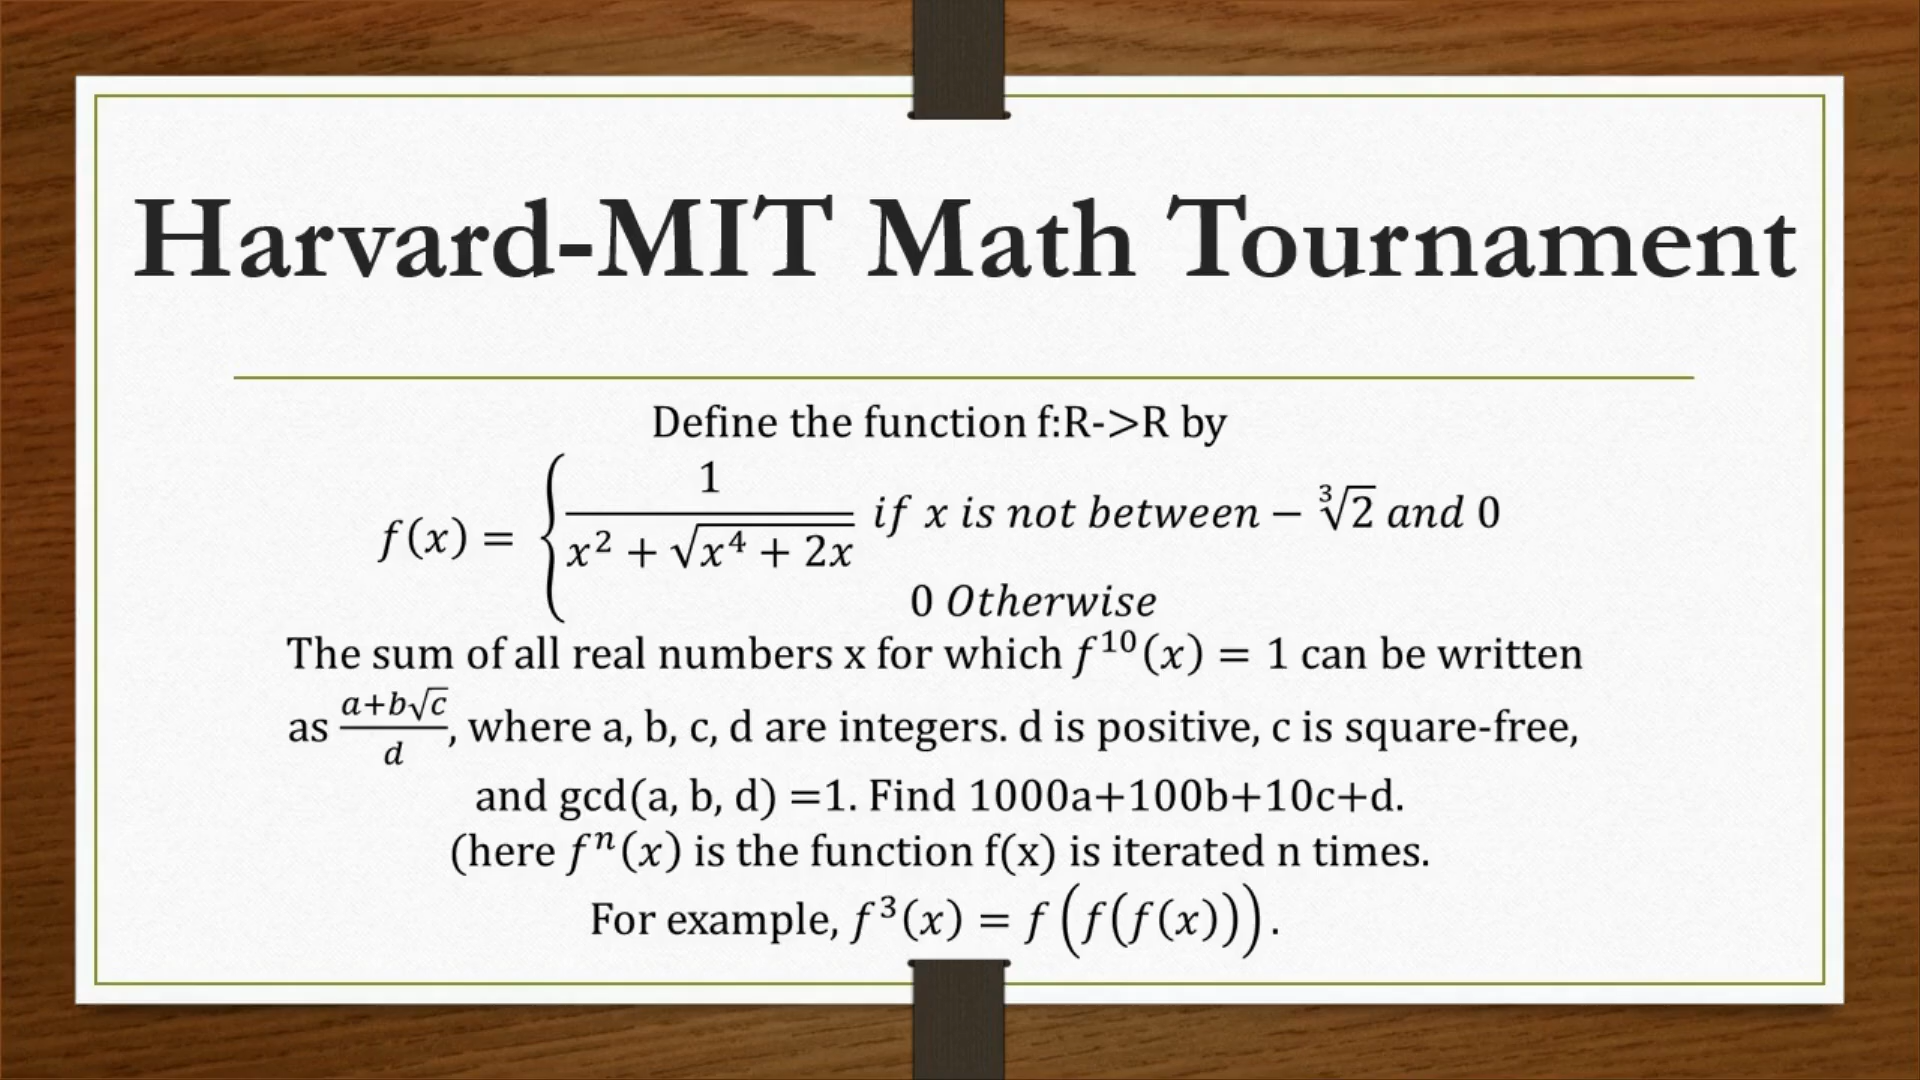 Harvard-MIT Math Tournament
Define the function f:R->R by
f(x) = { 1 / (x² + √(x⁴ + 2x)) if x is not between − ∛2 and 0
0 Otherwise
The sum of all real numbers x for which f¹⁰(x) = 1 can be written
as (a+b√c)/d, where a, b, c, d are integers. d is positive, c is square-free,
and gcd(a, b, d) =1. Find 1000a+100b+10c+d.
(here fⁿ(x) is the function f(x) is iterated n times.
For example, f³(x) = f(f(f(x))).